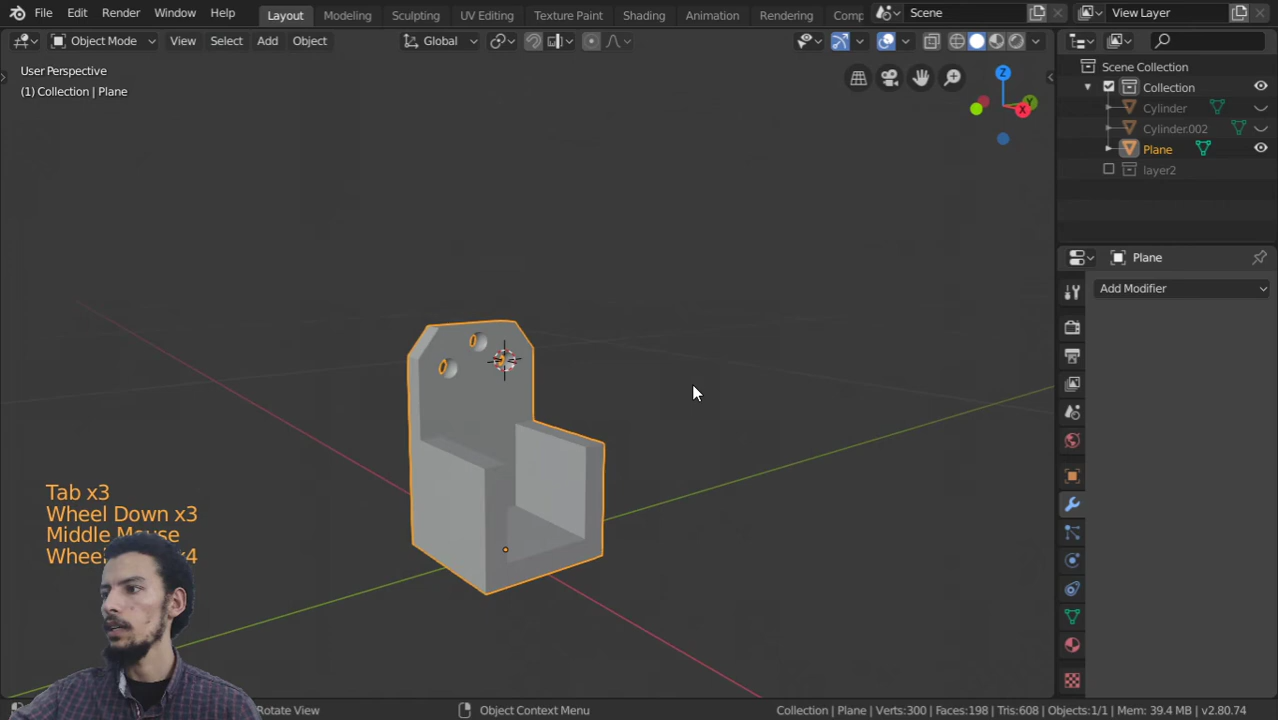 File Edit Render Window Help Layout Modeling Sculpting UV Editing Texture Paint Shading Animation Rendering Comp Scene View Layer
Object Mode View Select Add Object Global
User Perspective
(1) Collection | Plane
Z
Y
X
Scene Collection
Collection
Cylinder
Cylinder.002
Plane
layer2
Plane
Add Modifier
Tab x3
Wheel Down x3
Middle Mouse
Wheel x4
Rotate View Object Context Menu Collection | Plane | Verts:300 | Faces:198 | Tris:608 | Objects:1/1 | Mem: 39.4 MB | v2.80.74